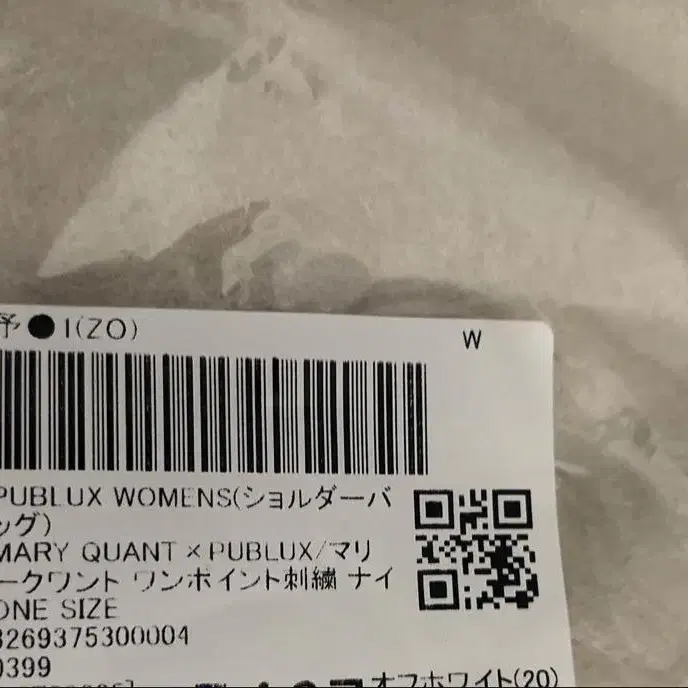 予●I(ZO)
W
PUBLUX WOMENS(ショルダーバ
ッグ)
MARY QUANT×PUBLUX/マリ
ークワント ワンポイント刺繍 ナイ
ONE SIZE
3269375300004
0399
オフホワイト(20)